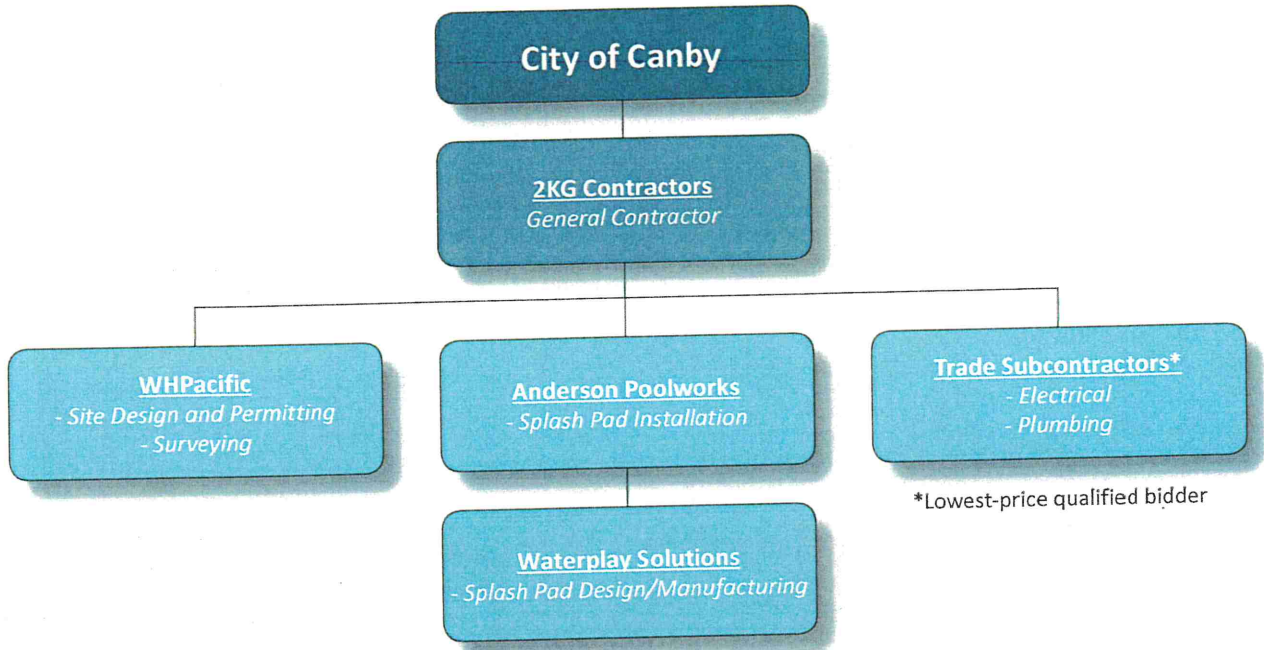 City of Canby
2KG Contractors
General Contractor
WHPacific
- Site Design and Permitting
- Surveying
Anderson Poolworks
- Splash Pad Installation
Trade Subcontractors*
- Electrical
- Plumbing
*Lowest-price qualified bidder
Waterplay Solutions
- Splash Pad Design/Manufacturing